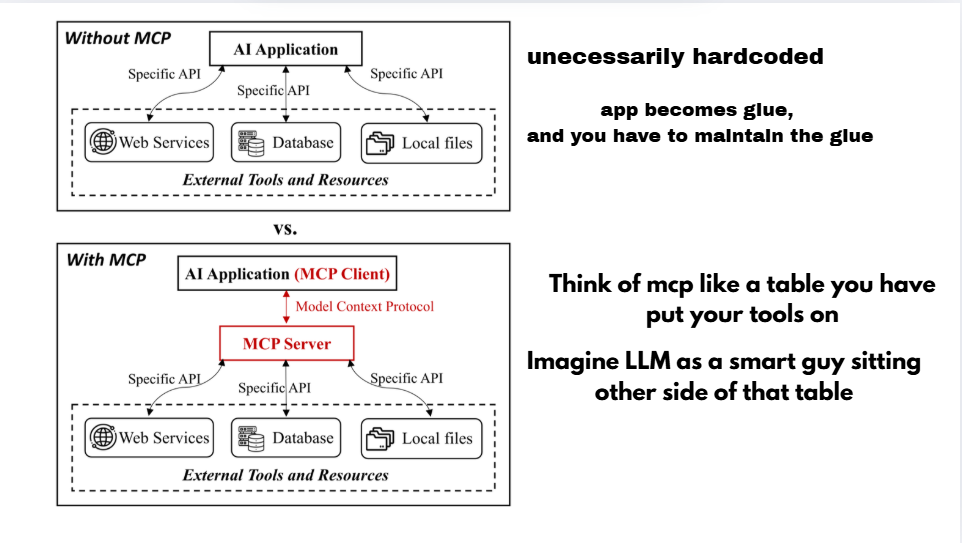 Without MCP
AI Application
Specific API
Specific API
Specific API
Web Services
Database
Local files
External Tools and Resources
unecessarily hardcoded
app becomes glue,
and you have to maintain the glue
vs.
With MCP
AI Application (MCP Client)
Model Context Protocol
MCP Server
Specific API
Specific API
Specific API
Web Services
Database
Local files
External Tools and Resources
Think of mcp like a table you have
put your tools on
Imagine LLM as a smart guy sitting
other side of that table